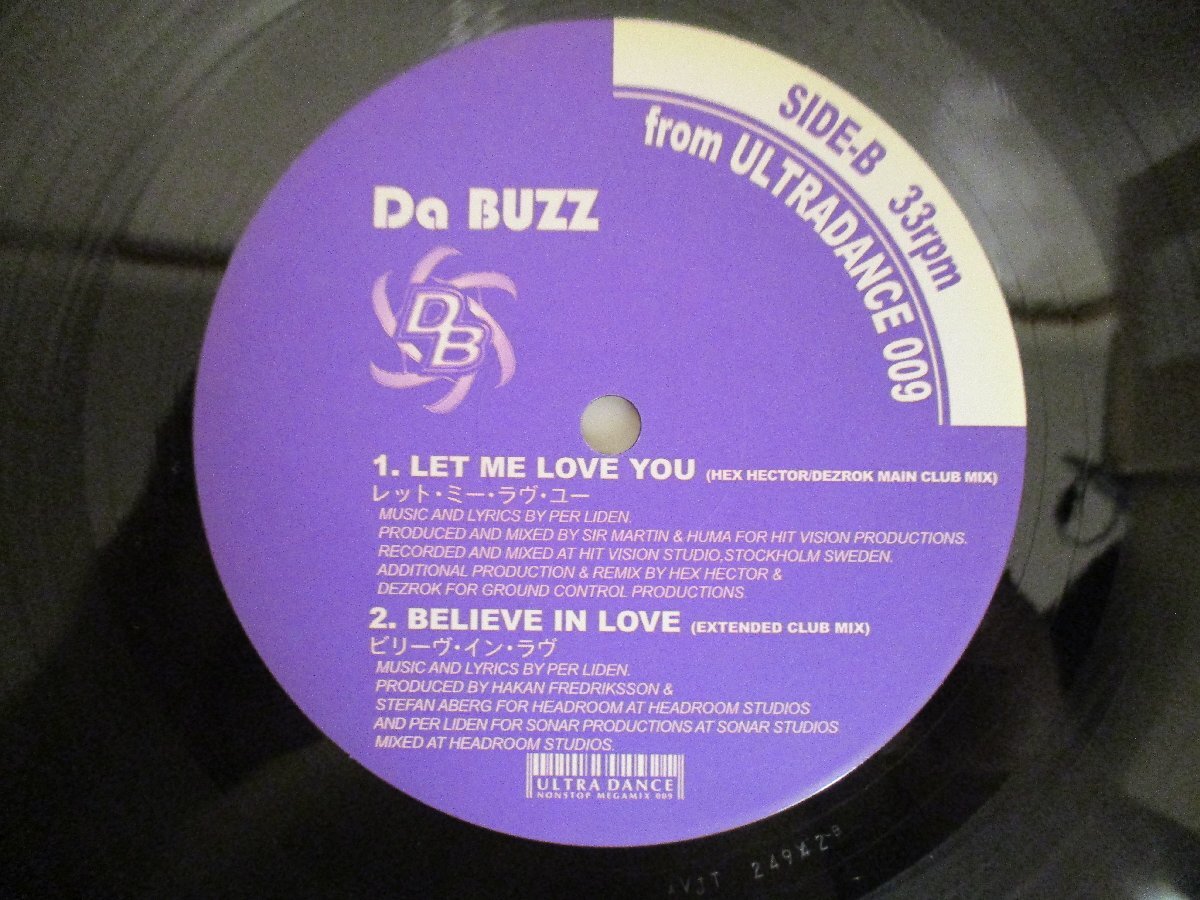 SIDE-B 33rpm
from ULTRADANCE 009
Da BUZZ
DB
1. LET ME LOVE YOU (HEX HECTOR/DEZROK MAIN CLUB MIX)
レット・ミー・ラヴ・ユー
MUSIC AND LYRICS BY PER LIDEN.
PRODUCED AND MIXED BY SIR MARTIN & HUMA FOR HIT VISION PRODUCTIONS.
RECORDED AND MIXED AT HIT VISION STUDIO,STOCKHOLM SWEDEN.
ADDITIONAL PRODUCTION & REMIX BY HEX HECTOR &
DEZROK FOR GROUND CONTROL PRODUCTIONS.
2. BELIEVE IN LOVE (EXTENDED CLUB MIX)
ビリーヴ・イン・ラヴ
MUSIC AND LYRICS BY PER LIDEN.
PRODUCED BY HAKAN FREDRIKSSON &
STEFAN ABERG FOR HEADROOM AT HEADROOM STUDIOS
AND PER LIDEN FOR SONAR PRODUCTIONS AT SONAR STUDIOS
MIXED AT HEADROOM STUDIOS.
ULTRA DANCE
NONSTOP MEGAMIX 009